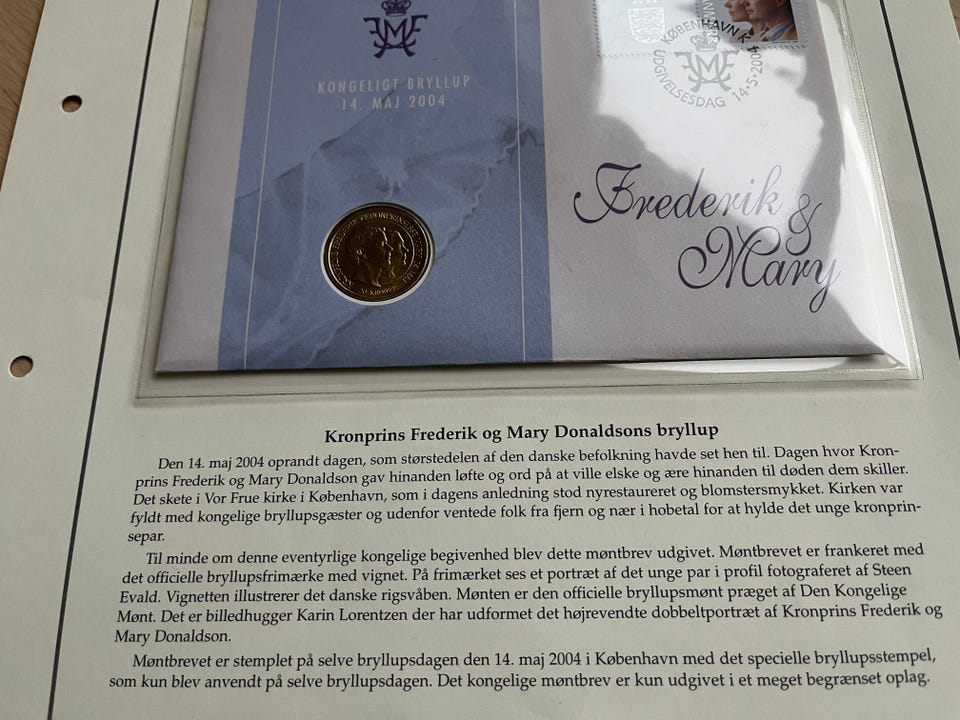 KONGELIGT BRYLLUP
14. MAJ 2004
KØBENHAVN K
UDGIVELSESDAG 14•5•2004
Frederik
&
Mary
20 KRONER
Kronprins Frederik og Mary Donaldsons bryllup
Den 14. maj 2004 oprandt dagen, som størstedelen af den danske befolkning havde set hen til. Dagen hvor Kron-
prins Frederik og Mary Donaldson gav hinanden løfte og ord på at ville elske og ære hinanden til døden dem skiller.
Det skete i Vor Frue kirke i København, som i dagens anledning stod nyrestaureret og blomstersmykket. Kirken var
fyldt med kongelige bryllupsgæster og udenfor ventede folk fra fjern og nær i hobetal for at hylde det unge kronprin-
separ.
Til minde om denne eventyrlige kongelige begivenhed blev dette møntbrev udgivet. Møntbrevet er frankeret med
det officielle bryllupsfrimærke med vignet. På frimærket ses et portræt af det unge par i profil fotograferet af Steen
Evald. Vignetten illustrerer det danske rigsvåben. Mønten er den officielle bryllupsmønt præget af Den Kongelige
Mønt. Det er billedhugger Karin Lorentzen der har udformet det højrevendte dobbeltportræt af Kronprins Frederik og
Mary Donaldson.
Møntbrevet er stemplet på selve bryllupsdagen den 14. maj 2004 i København med det specielle bryllupsstempel,
som kun blev anvendt på selve bryllupsdagen. Det kongelige møntbrev er kun udgivet i et meget begrænset oplag.